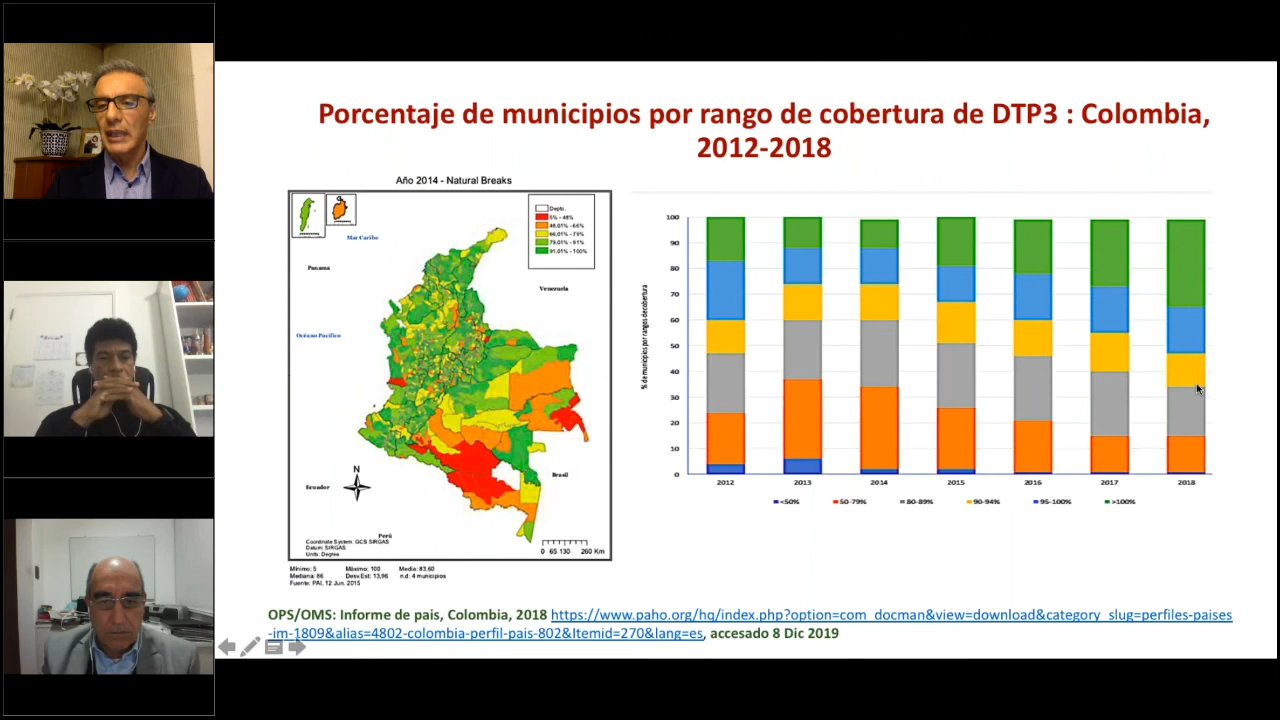 Porcentaje de municipios por rango de cobertura de DTP3 : Colombia,
2012-2018
Año 2014 - Natural Breaks
Depto.
5% - 48%
48,01% - 66%
66,01% - 79%
79,01% - 91%
91,01% - 100%
Mar Caribe
Panama
Venezuela
Océano Pacífico
Brasil
N
Ecuador
Perú
Coordinate System: GCS SIRGAS
Datum: SIRGAS
Units: Degree
0 65 130 260 Km
Mínimo: 5 Máximo: 100 Media: 83,60
Mediana: 86 Desv.Est: 13,96 n.d: 4 municipios
Fuente: PAI, 12 Jun, 2015
% de municipios por rangos de cobertura
100
90
80
70
60
50
40
30
20
10
0
2012 2013 2014 2015 2016 2017 2018
<50% 50-79% 80-89% 90-94% 95-100% >100%
OPS/OMS: Informe de pais, Colombia, 2018 https://www.paho.org/hq/index.php?option=com_docman&view=download&category_slug=perfiles-paises
-im-1809&alias=4802-colombia-perfil-pais-802&Itemid=270&lang=es, accesado 8 Dic 2019